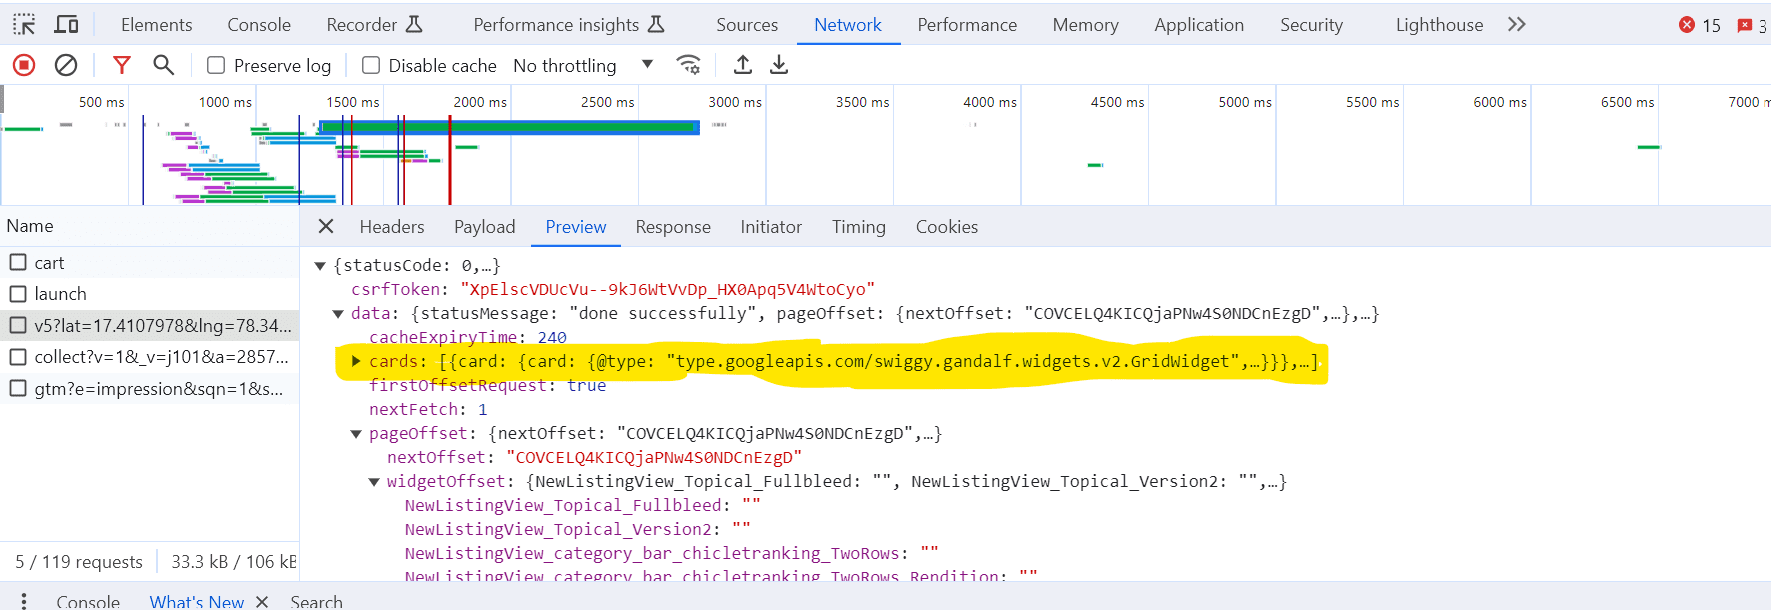 Elements Console Recorder Performance insights Sources Network Performance Memory Application Security Lighthouse 15 3
Preserve log Disable cache No throttling
500 ms 1000 ms 1500 ms 2000 ms 2500 ms 3000 ms 3500 ms 4000 ms 4500 ms 5000 ms 5500 ms 6000 ms 6500 ms 7000 m
Name
Headers Payload Preview Response Initiator Timing Cookies
cart
launch
v5?lat=17.4107978&lng=78.34...
collect?v=1&_v=j101&a=2857...
gtm?e=impression&sqn=1&s...
{statusCode: 0,…}
csrfToken: "XpElscVDUcVu--9kJ6WtVvDp_HX0Apq5V4WtoCyo"
data: {statusMessage: "done successfully", pageOffset: {nextOffset: "COVCELQ4KICQjaPNw4S0NDCnEzgD",…},…}
cacheExpiryTime: 240
cards: [{card: {card: {@type: "type.googleapis.com/swiggy.gandalf.widgets.v2.GridWidget",…}}},…]
firstOffsetRequest: true
nextFetch: 1
pageOffset: {nextOffset: "COVCELQ4KICQjaPNw4S0NDCnEzgD",…}
nextOffset: "COVCELQ4KICQjaPNw4S0NDCnEzgD"
widgetOffset: {NewListingView_Topical_Fullbleed: "", NewListingView_Topical_Version2: "",…}
NewListingView_Topical_Fullbleed: ""
NewListingView_Topical_Version2: ""
NewListingView_category_bar_chicletranking_TwoRows: ""
NewListingView_category_bar_chicletranking_TwoRows_Rendition: ""
5 / 119 requests 33.3 kB / 106 kB
Console What's New Search